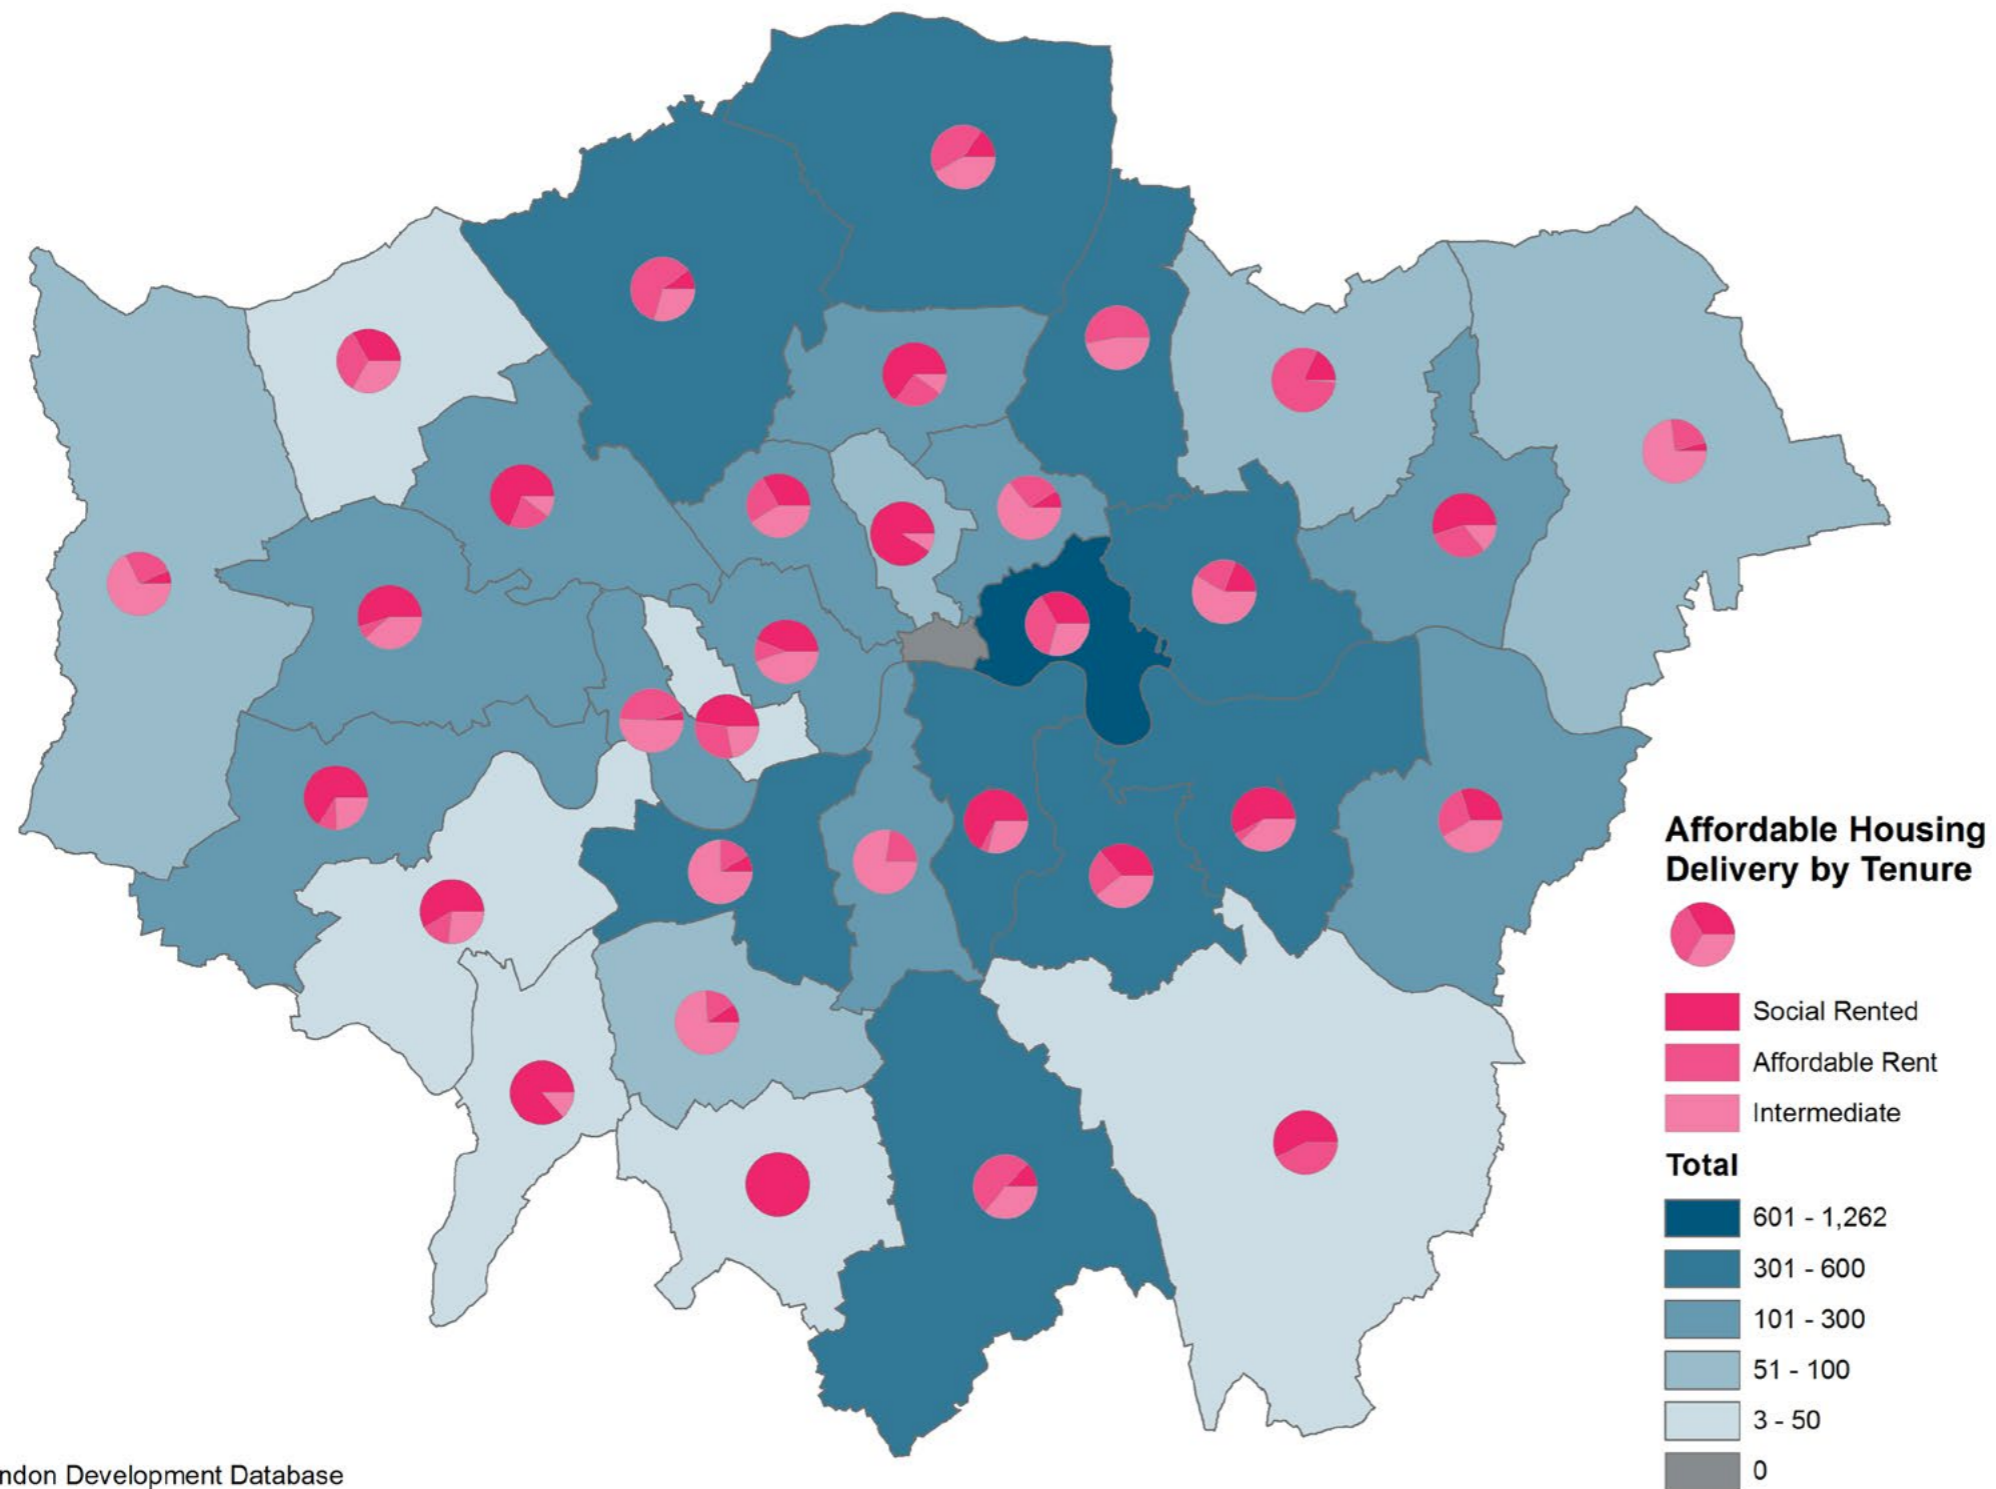 Affordable Housing
Delivery by Tenure
Social Rented
Affordable Rent
Intermediate
Total
601 - 1,262
301 - 600
101 - 300
51 - 100
3 - 50
0
ndon Development Database